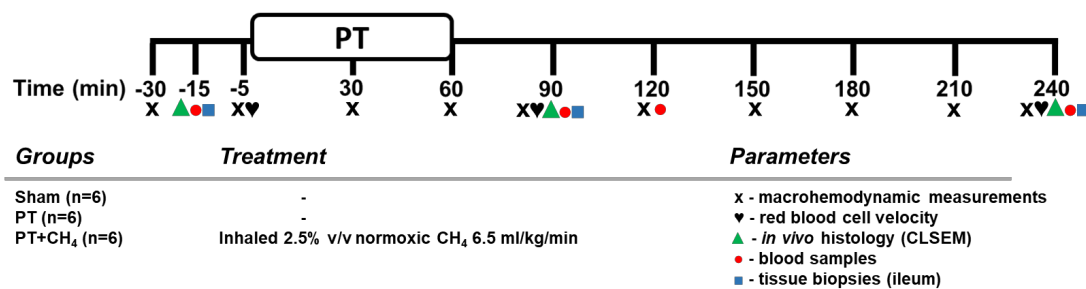 PT
Time (min) -30 -15 -5 30 60 90 120 150 180 210 240
x x♥ x x x♥ x x x x x♥
Groups Treatment Parameters
Sham (n=6) - x - macrohemodynamic measurements
PT (n=6) - ♥ - red blood cell velocity
PT+CH₄ (n=6) Inhaled 2.5% v/v normoxic CH₄ 6.5 ml/kg/min ▲ - in vivo histology (CLSEM)
● - blood samples
■ - tissue biopsies (ileum)